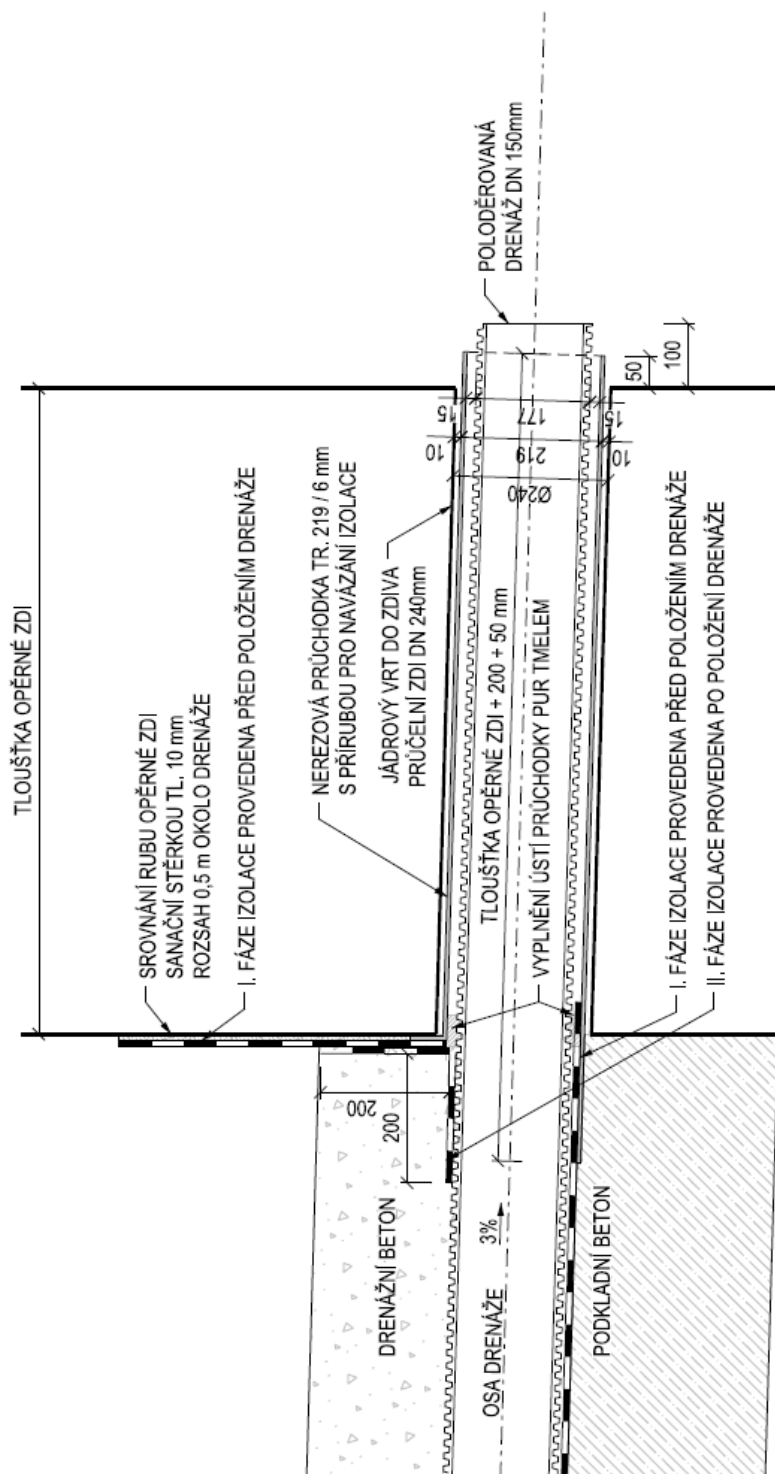 TLOUŠŤKA OPĚRNÉ ZDI
SROVNÁNÍ RUBU OPĚRNÉ ZDI
SANAČNÍ STĚRKOU TL. 10 mm
ROZSAH 0,5 m OKOLO DRENÁŽE
I. FÁZE IZOLACE PROVEDENA PŘED POLOŽENÍM DRENÁŽE
NEREZOVÁ PRŮCHODKA TR. 219 / 6 mm
S PŘÍRUBOU PRO NAVÁZÁNÍ IZOLACE
JÁDROVÝ VRT DO ZDIVA
PRŮČELNÍ ZDI DN 240mm
POLODĚROVANÁ
DRENÁŽ DN 150mm
200
200
DRENÁŽNÍ BETON
10
15
Ø240
219
177
10
15
50
100
TLOUŠŤKA OPĚRNÉ ZDI + 200 + 50 mm
OSA DRENÁŽE
3%
VYPLNĚNÍ ÚSTÍ PRŮCHODKY PUR TMELEM
PODKLADNÍ BETON
I. FÁZE IZOLACE PROVEDENA PŘED POLOŽENÍM DRENÁŽE
II. FÁZE IZOLACE PROVEDENA PO POLOŽENÍ DRENÁŽE